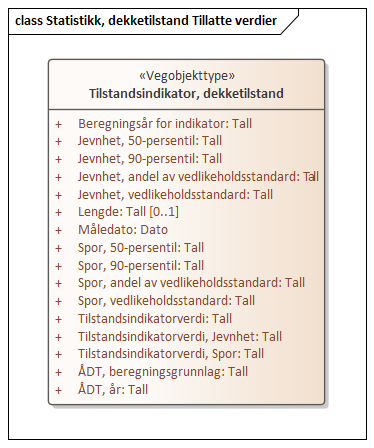 class Statistikk, dekketilstand Tillatte verdier
«Vegobjekttype»
Tilstandsindikator, dekketilstand
+ Beregningsår for indikator: Tall
+ Jevnhet, 50-persentil: Tall
+ Jevnhet, 90-persentil: Tall
+ Jevnhet, andel av vedlikeholdsstandard: Tall
+ Jevnhet, vedlikeholdsstandard: Tall
+ Lengde: Tall [0..1]
+ Måledato: Dato
+ Spor, 50-persentil: Tall
+ Spor, 90-persentil: Tall
+ Spor, andel av vedlikeholdsstandard: Tall
+ Spor, vedlikeholdsstandard: Tall
+ Tilstandsindikatorverdi: Tall
+ Tilstandsindikatorverdi, Jevnhet: Tall
+ Tilstandsindikatorverdi, Spor: Tall
+ ÅDT, beregningsgrunnlag: Tall
+ ÅDT, år: Tall